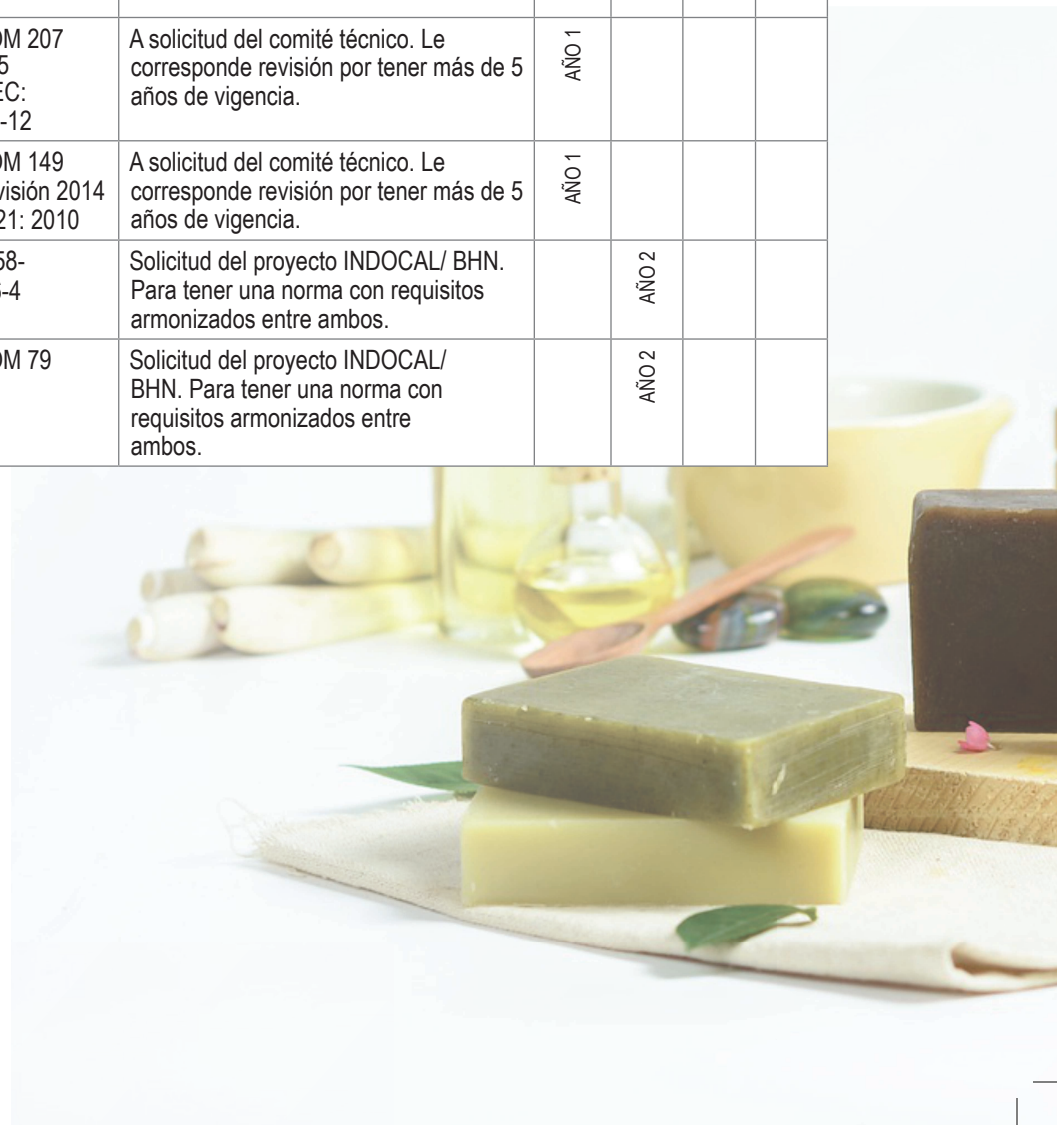 OM 207
5
EC:
-12
A solicitud del comité técnico. Le
corresponde revisión por tener más de 5
años de vigencia.
AÑO 1
OM 149
visión 2014
21: 2010
A solicitud del comité técnico. Le
corresponde revisión por tener más de 5
años de vigencia.
AÑO 1
58-
6-4
Solicitud del proyecto INDOCAL/ BHN.
Para tener una norma con requisitos
armonizados entre ambos.
AÑO 2
OM 79
Solicitud del proyecto INDOCAL/
BHN. Para tener una norma con
requisitos armonizados entre
ambos.
AÑO 2